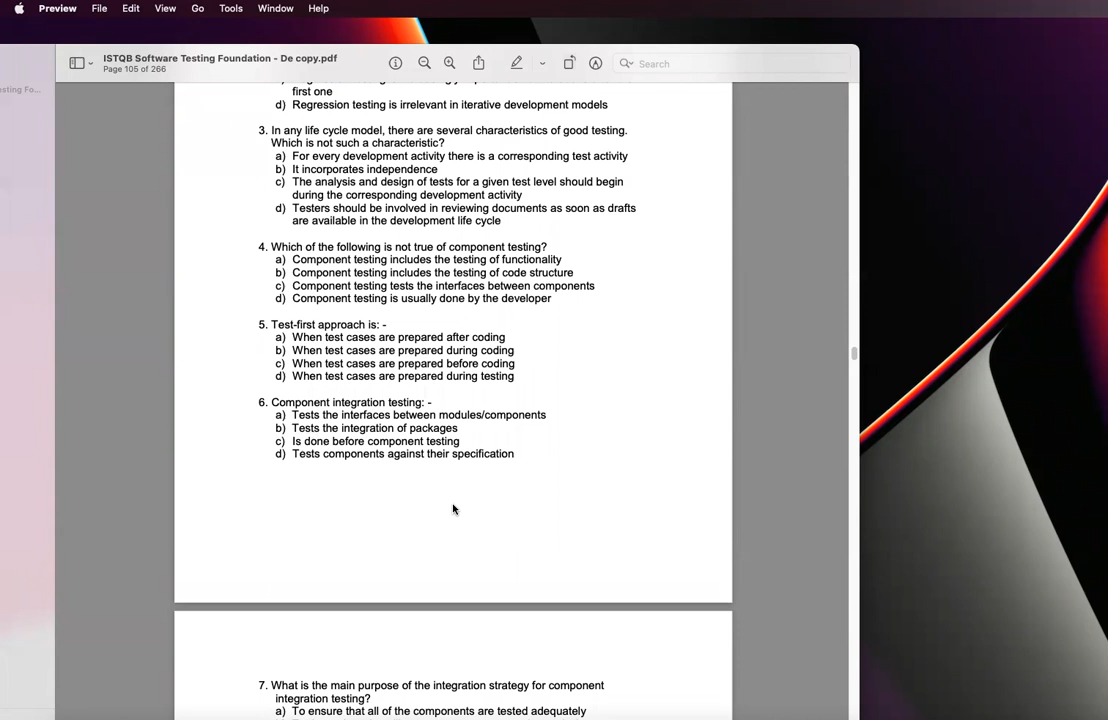 Preview File Edit View Go Tools Window Help
ISTQB Software Testing Foundation - De copy.pdf
Page 105 of 266
Search
esting Fo...
first one
d) Regression testing is irrelevant in iterative development models
3. In any life cycle model, there are several characteristics of good testing.
Which is not such a characteristic?
a) For every development activity there is a corresponding test activity
b) It incorporates independence
c) The analysis and design of tests for a given test level should begin
during the corresponding development activity
d) Testers should be involved in reviewing documents as soon as drafts
are available in the development life cycle
4. Which of the following is not true of component testing?
a) Component testing includes the testing of functionality
b) Component testing includes the testing of code structure
c) Component testing tests the interfaces between components
d) Component testing is usually done by the developer
5. Test-first approach is: -
a) When test cases are prepared after coding
b) When test cases are prepared during coding
c) When test cases are prepared before coding
d) When test cases are prepared during testing
6. Component integration testing: -
a) Tests the interfaces between modules/components
b) Tests the integration of packages
c) Is done before component testing
d) Tests components against their specification
7. What is the main purpose of the integration strategy for component
integration testing?
a) To ensure that all of the components are tested adequately